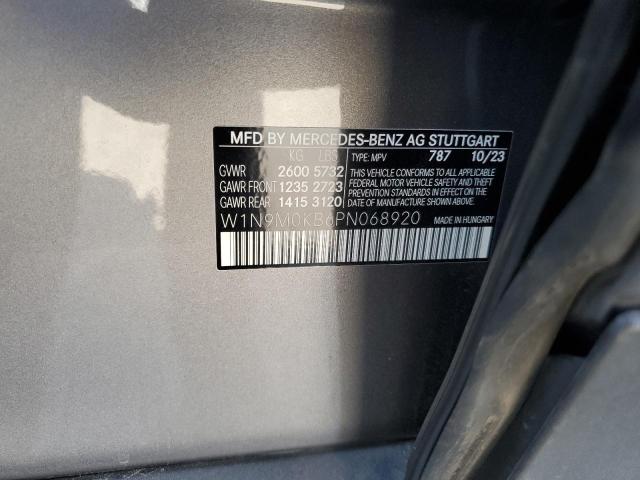 MFD BY MERCEDES-BENZ AG STUTTGART
KG LBS TYPE: MPV 787 10/23
GVWR 2600 5732
GAWR FRONT 1235 2723
GAWR REAR 1415 3120
THIS VEHICLE CONFORMS TO ALL APPLICABLE
FEDERAL MOTOR VEHICLE SAFETY AND THEFT
PREVENTION STANDARDS IN EFFECT ON THE
DATE OF MANUFACTURE SHOWN ABOVE.
W1N9M0KB6PN068920 MADE IN HUNGARY